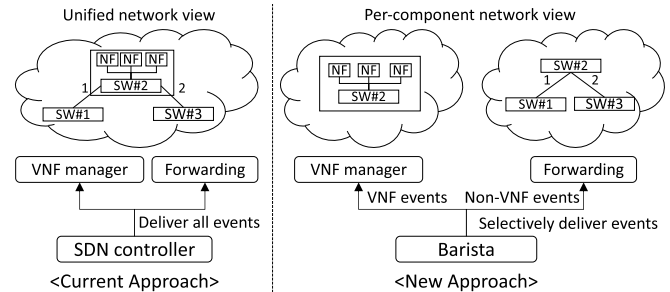 Unified network view
NF NF NF
SW#2
1 2
SW#1 SW#3
VNF manager Forwarding
Deliver all events
SDN controller
<Current Approach>
Per-component network view
NF NF NF
SW#2
SW#2
1 2
SW#1 SW#3
VNF manager Forwarding
VNF events Non-VNF events
Selectively deliver events
Barista
<New Approach>